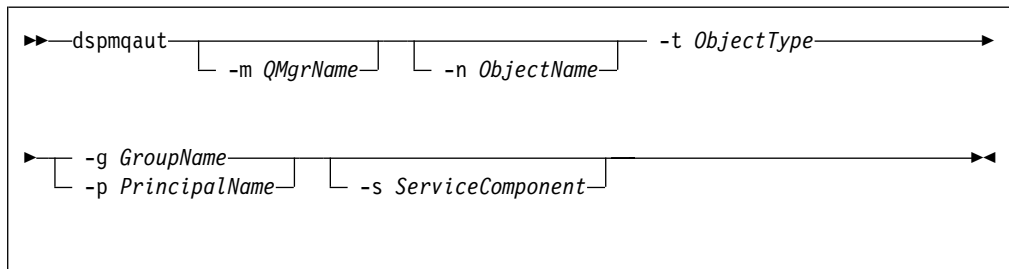 dspmqaut -t ObjectType
-m QMgrName -n ObjectName
-g GroupName
-p PrincipalName -s ServiceComponent